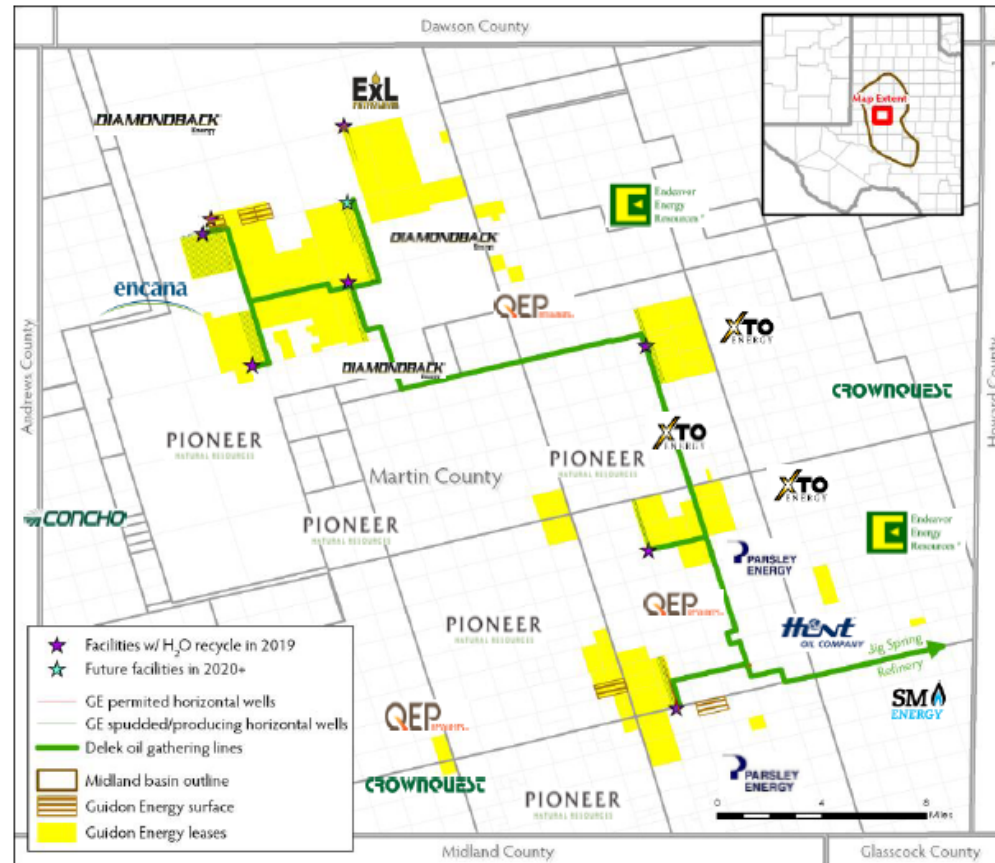 Dawson County
ExL
DIAMONDBACK
Energy
Map Extent
Endeavor
Energy
Resources
DIAMONDBACK
Energy
encana
QEP
XTO
ENERGY
DIAMONDBACK
Energy
CROWNQUEST
Andrews County
Howard County
XTO
ENERGY
PIONEER
NATURAL RESOURCES
PIONEER
NATURAL RESOURCES
Martin County
XTO
ENERGY
CONCHO
PIONEER
NATURAL RESOURCES
Endeavor
Energy
Resources
PARSLEY
ENERGY
QEP
PIONEER
NATURAL RESOURCES
Hunt
OIL COMPANY
Big Spring
Refinery
SM
ENERGY
Facilities w/ H₂O recycle in 2019
Future facilities in 2020+
GE permited horizontal wells
GE spudded/producing horizontal wells
Delek oil gathering lines
Midland basin outline
Guidon Energy surface
Guidon Energy leases
QEP
CROWNQUEST
PARSLEY
ENERGY
PIONEER
NATURAL RESOURCES
0 4 8
Miles
Midland County
Glasscock County